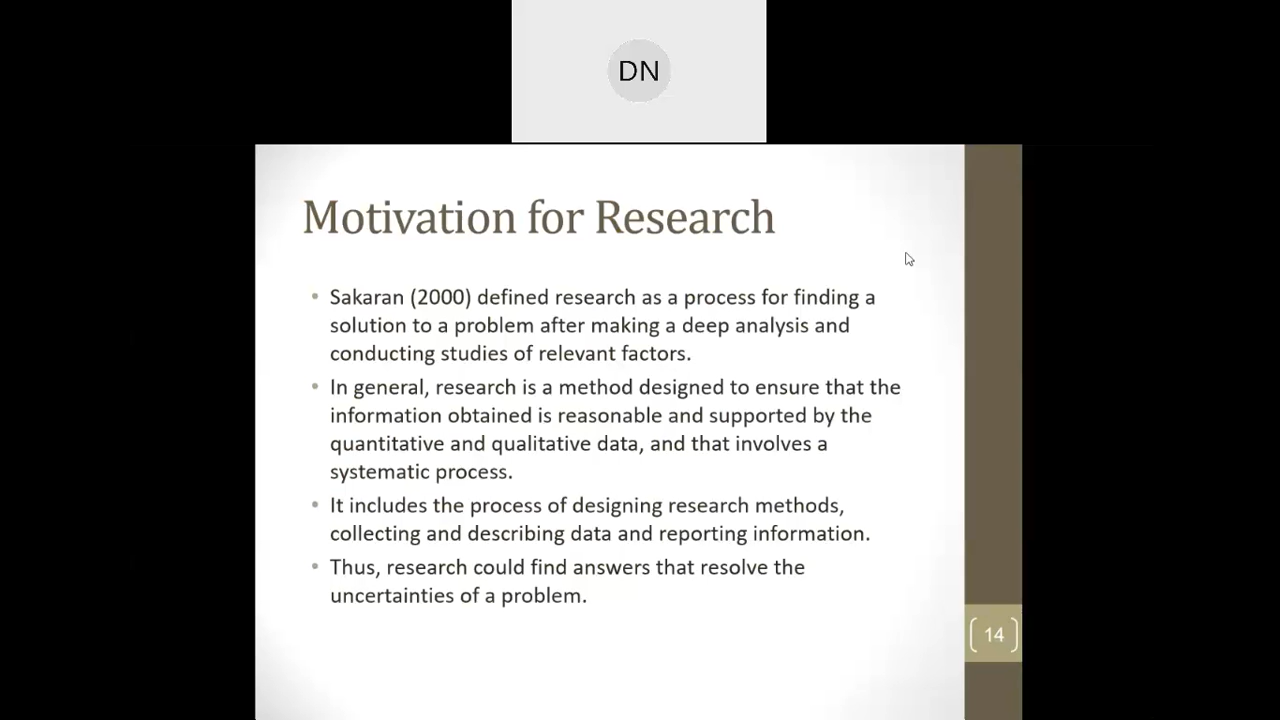 DN
Motivation for Research
• Sakaran (2000) defined research as a process for finding a
solution to a problem after making a deep analysis and
conducting studies of relevant factors.
• In general, research is a method designed to ensure that the
information obtained is reasonable and supported by the
quantitative and qualitative data, and that involves a
systematic process.
• It includes the process of designing research methods,
collecting and describing data and reporting information.
• Thus, research could find answers that resolve the
uncertainties of a problem.
14